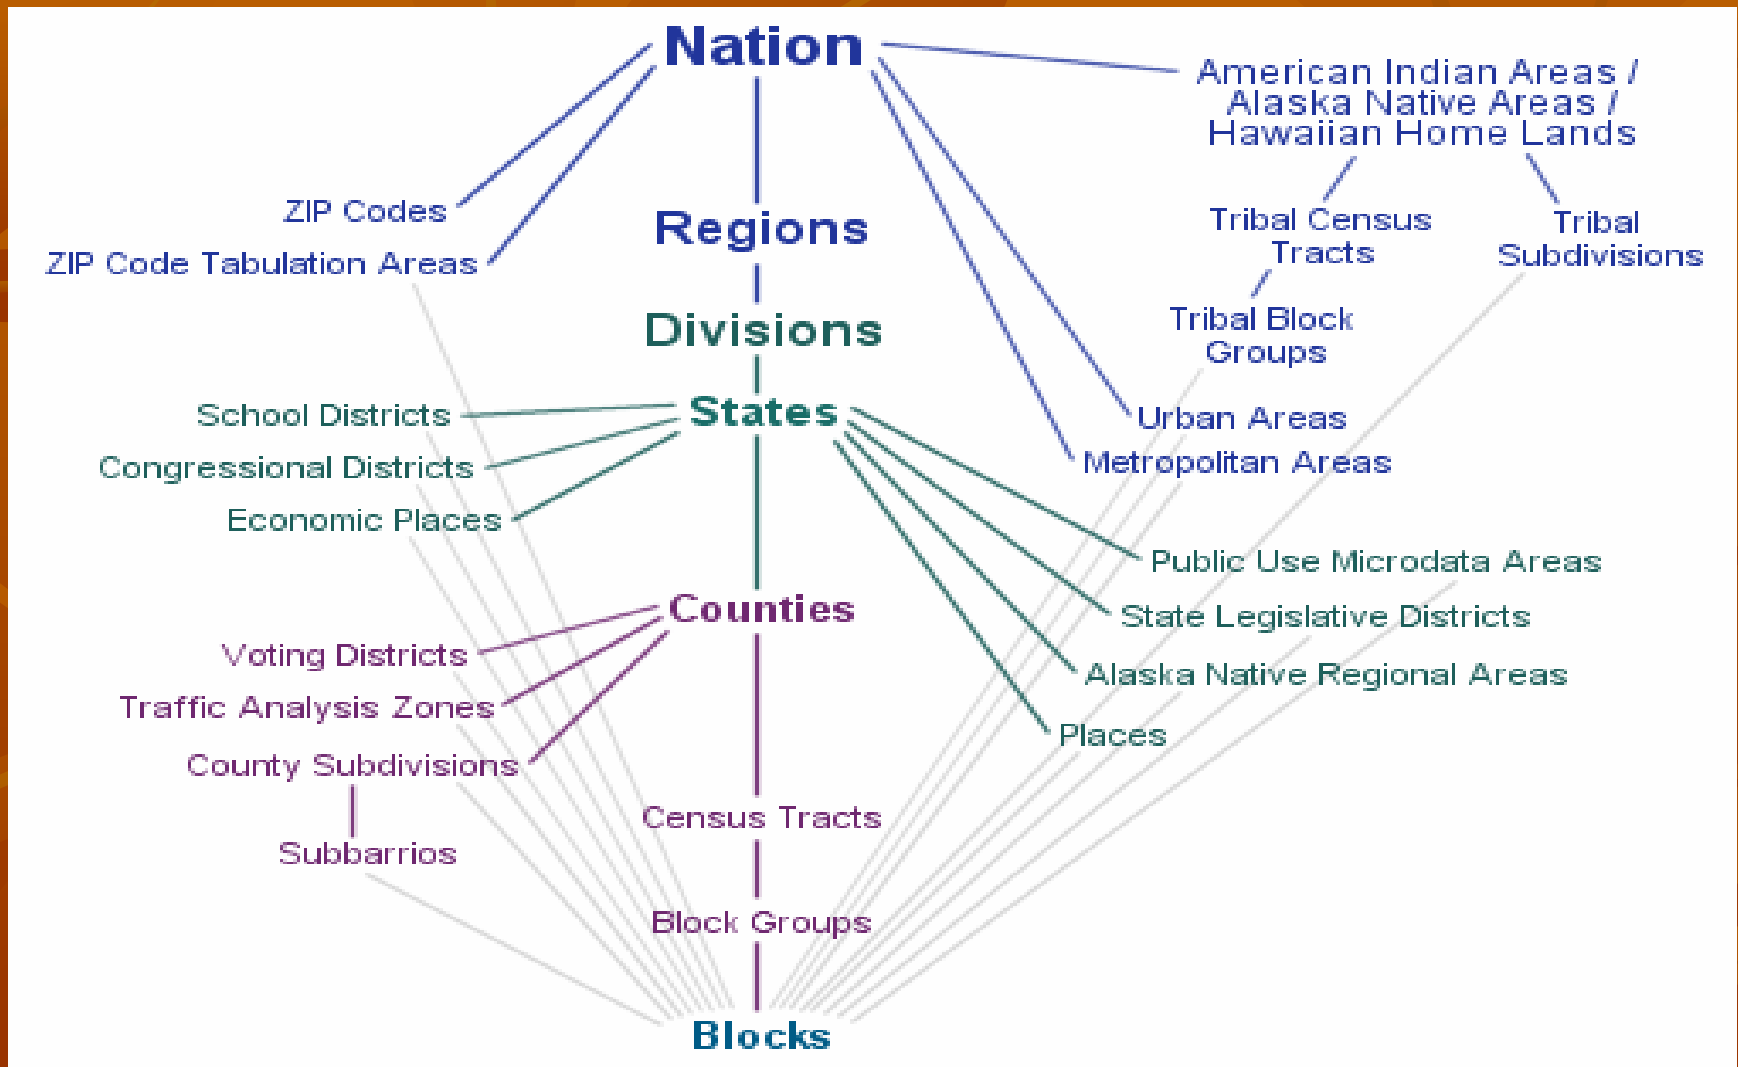 Nation
American Indian Areas /
Alaska Native Areas /
Hawaiian Home Lands
ZIP Codes
Regions
Tribal Census
Tracts
Tribal
Subdivisions
ZIP Code Tabulation Areas
Divisions
Tribal Block
Groups
School Districts
States
Urban Areas
Congressional Districts
Metropolitan Areas
Economic Places
Public Use Microdata Areas
Counties
State Legislative Districts
Voting Districts
Alaska Native Regional Areas
Traffic Analysis Zones
Places
County Subdivisions
Census Tracts
Subbarrios
Block Groups
Blocks